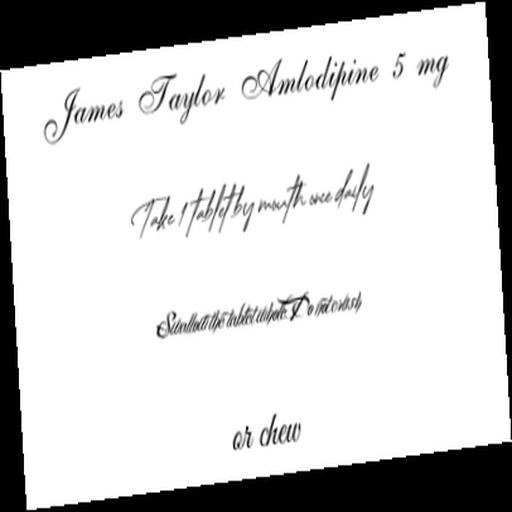 James Taylor Amlodipine 5 mg
Take 1 tablet by mouth once daily
Swallow the tablet whole. Do not crush
or chew